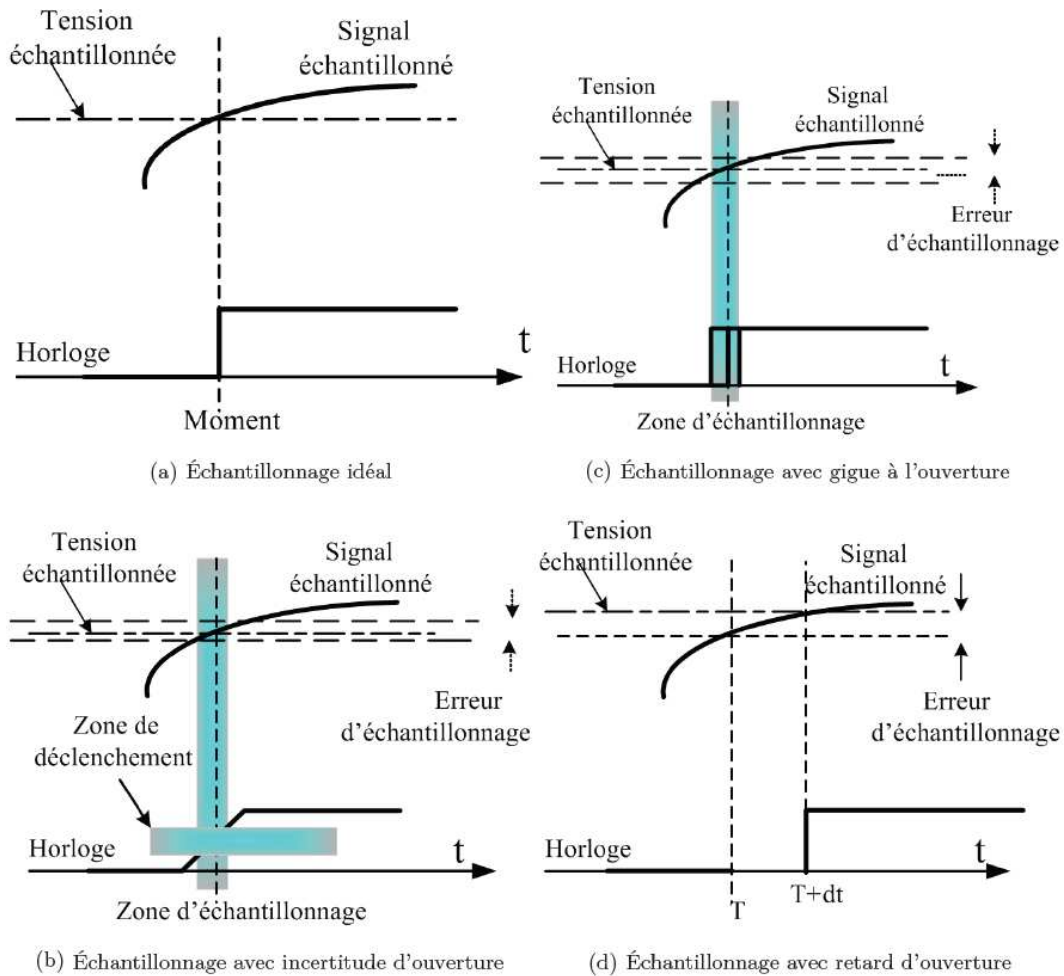 Tension
échantillonnée
Signal
échantillonné
Horloge
t
Moment
(a) Échantillonnage idéal
Tension
échantillonnée
Signal
échantillonné
Erreur
d'échantillonnage
Horloge
t
Zone d'échantillonnage
(c) Échantillonnage avec gigue à l'ouverture
Tension
échantillonnée
Signal
échantillonné
Zone de
déclenchement
Erreur
d'échantillonnage
Horloge
t
Zone d'échantillonnage
(b) Échantillonnage avec incertitude d'ouverture
Tension
échantillonnée
Signal
échantillonné
Erreur
d'échantillonnage
Horloge
t
T
T+dt
(d) Échantillonnage avec retard d'ouverture